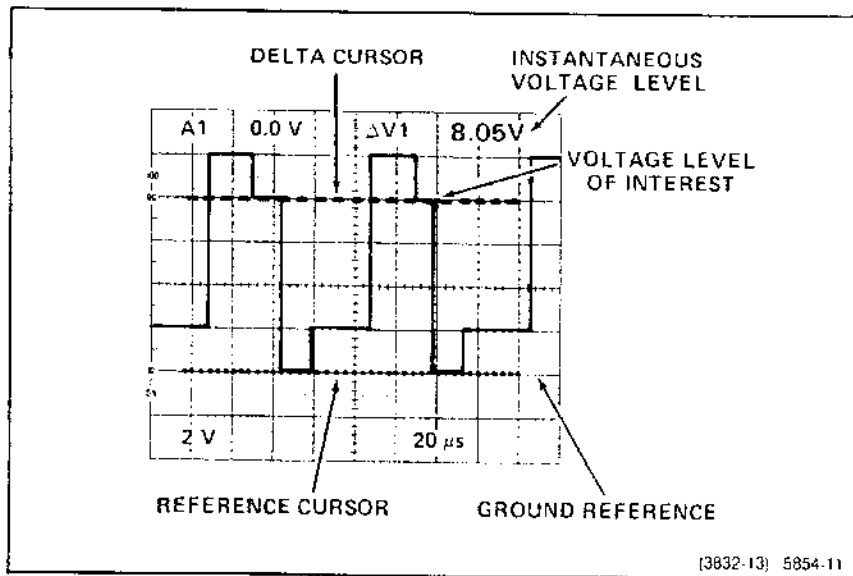 DELTA CURSOR
INSTANTANEOUS
VOLTAGE LEVEL
A1 0.0 V ΔV1 8.05V
VOLTAGE LEVEL
OF INTEREST
2 V 20 μs
REFERENCE CURSOR
GROUND REFERENCE
(3832-13) 5854-11